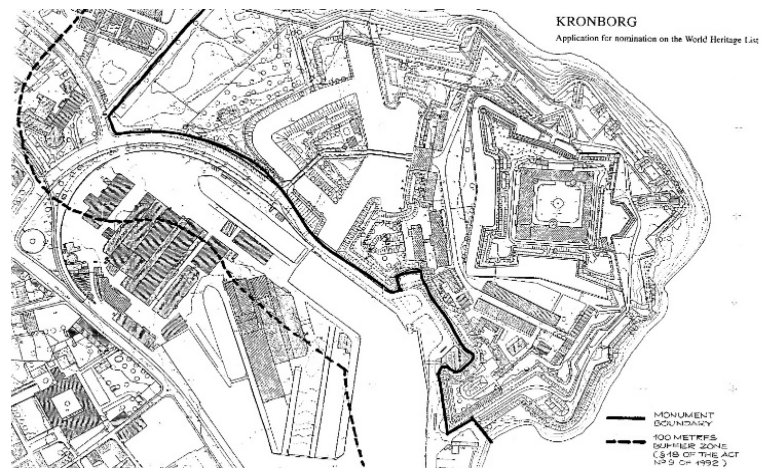 KRONBORG
Application for nomination on the World Heritage List
MONUMENT
BOUNDARY
100 METRES
BUFFER ZONE
(§ 18 OF THE ACT
Nº 9 OF 1992)